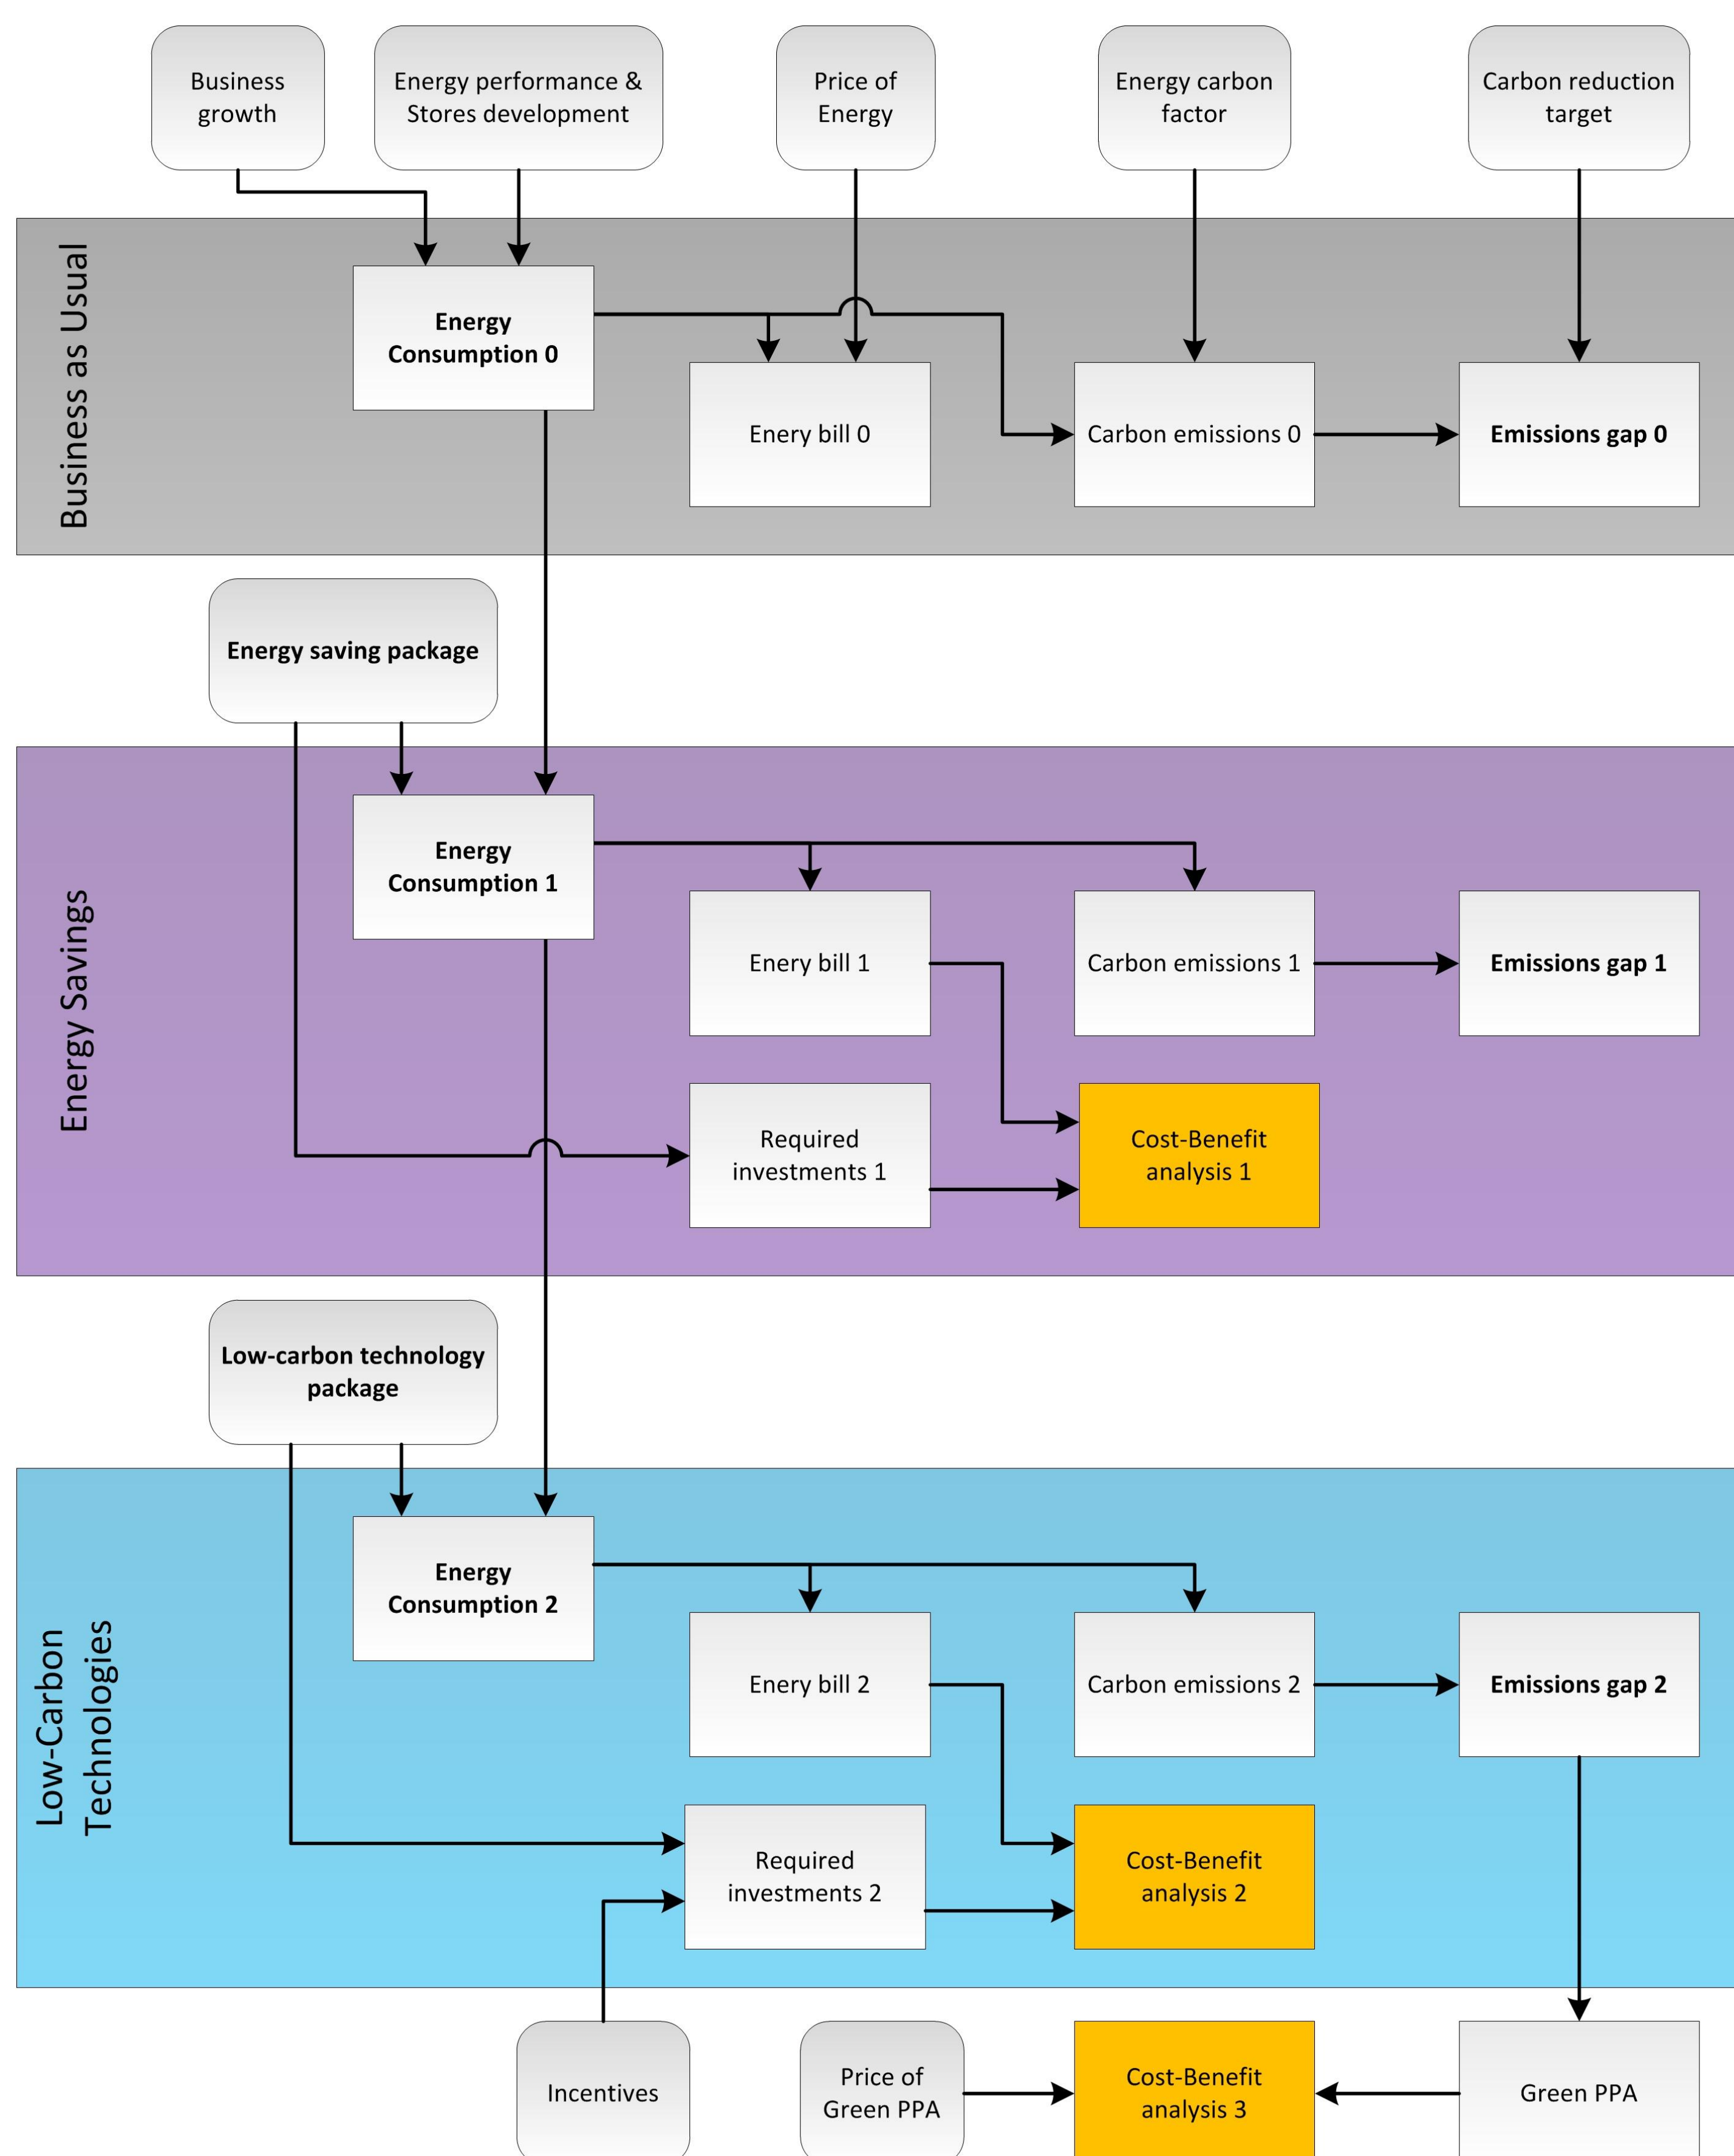 Business
growth
Energy performance &
Stores development
Price of
Energy
Energy carbon
factor
Carbon reduction
target
Business as Usual
Energy
Consumption 0
Enery bill 0
Carbon emissions 0
Emissions gap 0
Energy saving package
Energy Savings
Energy
Consumption 1
Enery bill 1
Carbon emissions 1
Emissions gap 1
Required
investments 1
Cost-Benefit
analysis 1
Low-carbon technology
package
Low-Carbon
Technologies
Energy
Consumption 2
Enery bill 2
Carbon emissions 2
Emissions gap 2
Required
investments 2
Cost-Benefit
analysis 2
Incentives
Price of
Green PPA
Cost-Benefit
analysis 3
Green PPA